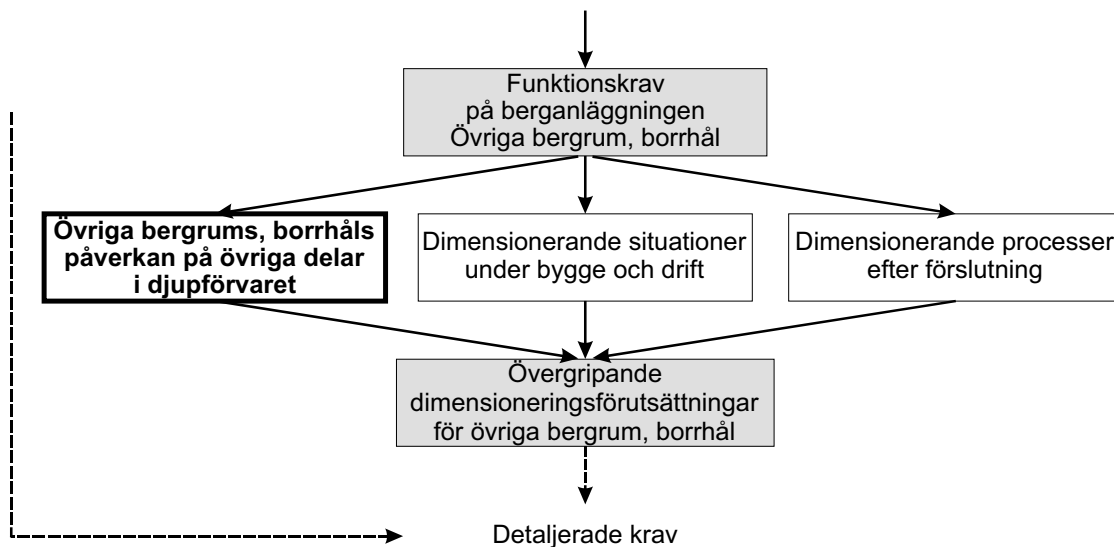 Funktionskrav
på berganläggningen
Övriga bergrum, borrhål
Övriga bergrums, borrhåls
påverkan på övriga delar
i djupförvaret
Dimensionerande situationer
under bygge och drift
Dimensionerande processer
efter förslutning
Övergripande
dimensioneringsförutsättningar
för övriga bergrum, borrhål
Detaljerade krav